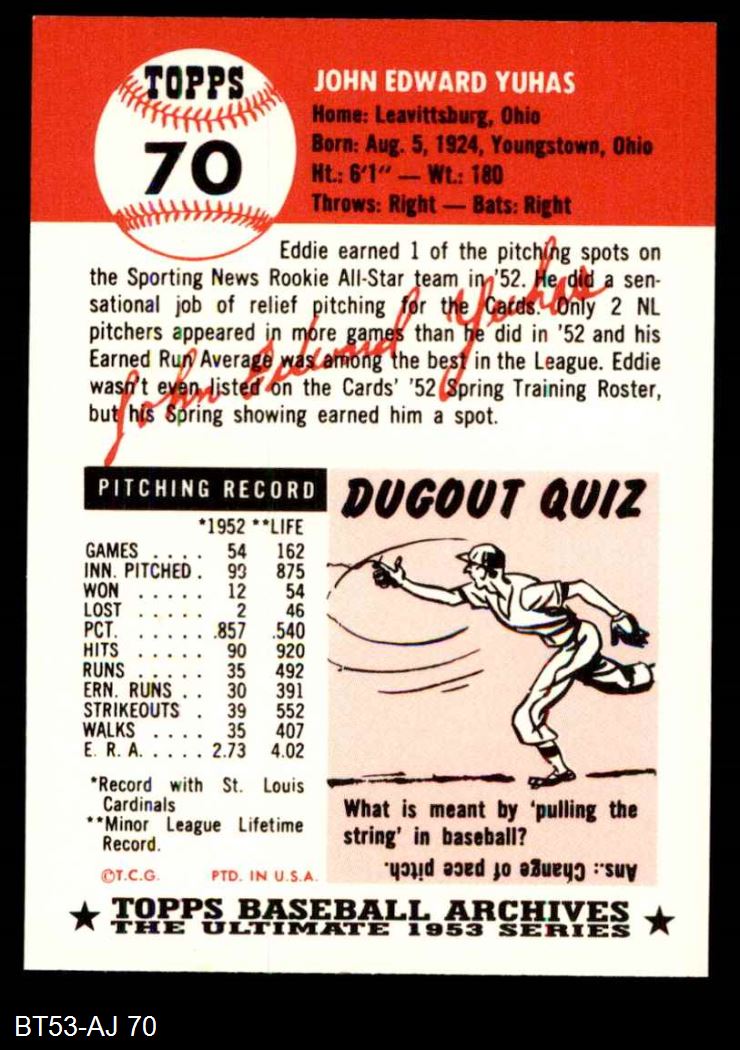 TOPPS
70
JOHN EDWARD YUHAS
Home: Leavittsburg, Ohio
Born: Aug. 5, 1924, Youngstown, Ohio
Ht.: 6'1" — Wt.: 180
Throws: Right — Bats: Right
Eddie earned 1 of the pitching spots on
the Sporting News Rookie All-Star team in '52. He did a sen-
sational job of relief pitching for the Cards. Only 2 NL
pitchers appeared in more games than he did in '52 and his
Earned Run Average was among the best in the League. Eddie
wasn't even listed on the Cards' '52 Spring Training Roster,
but his Spring showing earned him a spot.
John Edward Yuhas
PITCHING RECORD
*1952 **LIFE
GAMES . . . . 54 162
INN. PITCHED . 99 875
WON . . . . . 12 54
LOST . . . . . 2 46
PCT. . . . . . .857 .540
HITS . . . . . 90 920
RUNS . . . . . 35 492
ERN. RUNS . . 30 391
STRIKEOUTS . 39 552
WALKS . . . . 35 407
E. R. A. . . . . 2.73 4.02
*Record with St. Louis
Cardinals
**Minor League Lifetime
Record.
©T.C.G. PTD. IN U.S.A.
DUGOUT QUIZ
What is meant by 'pulling the
string' in baseball?
Ans.: Change of pace pitch.
★ TOPPS BASEBALL ARCHIVES ★
THE ULTIMATE 1953 SERIES
BT53-AJ 70